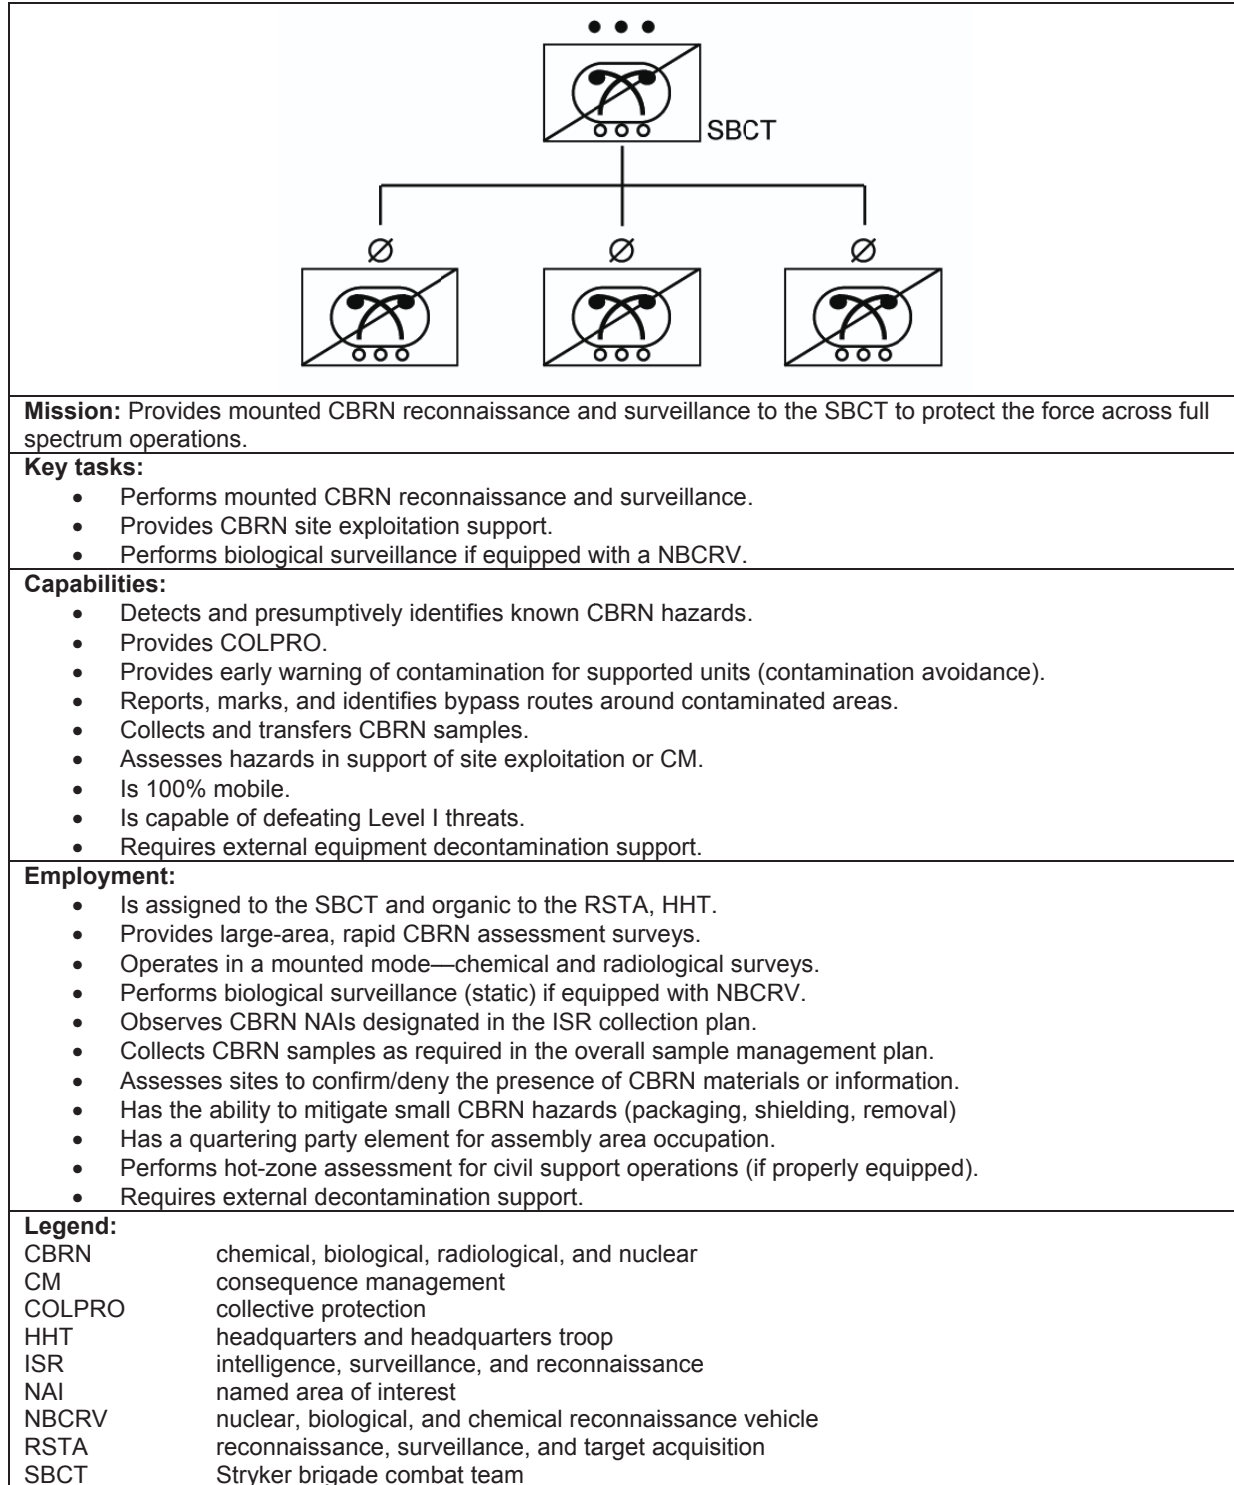 SBCT
Mission: Provides mounted CBRN reconnaissance and surveillance to the SBCT to protect the force across full
spectrum operations.
Key tasks:
• Performs mounted CBRN reconnaissance and surveillance.
• Provides CBRN site exploitation support.
• Performs biological surveillance if equipped with a NBCRV.
Capabilities:
• Detects and presumptively identifies known CBRN hazards.
• Provides COLPRO.
• Provides early warning of contamination for supported units (contamination avoidance).
• Reports, marks, and identifies bypass routes around contaminated areas.
• Collects and transfers CBRN samples.
• Assesses hazards in support of site exploitation or CM.
• Is 100% mobile.
• Is capable of defeating Level I threats.
• Requires external equipment decontamination support.
Employment:
• Is assigned to the SBCT and organic to the RSTA, HHT.
• Provides large-area, rapid CBRN assessment surveys.
• Operates in a mounted mode—chemical and radiological surveys.
• Performs biological surveillance (static) if equipped with NBCRV.
• Observes CBRN NAIs designated in the ISR collection plan.
• Collects CBRN samples as required in the overall sample management plan.
• Assesses sites to confirm/deny the presence of CBRN materials or information.
• Has the ability to mitigate small CBRN hazards (packaging, shielding, removal)
• Has a quartering party element for assembly area occupation.
• Performs hot-zone assessment for civil support operations (if properly equipped).
• Requires external decontamination support.
Legend:
CBRN chemical, biological, radiological, and nuclear
CM consequence management
COLPRO collective protection
HHT headquarters and headquarters troop
ISR intelligence, surveillance, and reconnaissance
NAI named area of interest
NBCRV nuclear, biological, and chemical reconnaissance vehicle
RSTA reconnaissance, surveillance, and target acquisition
SBCT Stryker brigade combat team